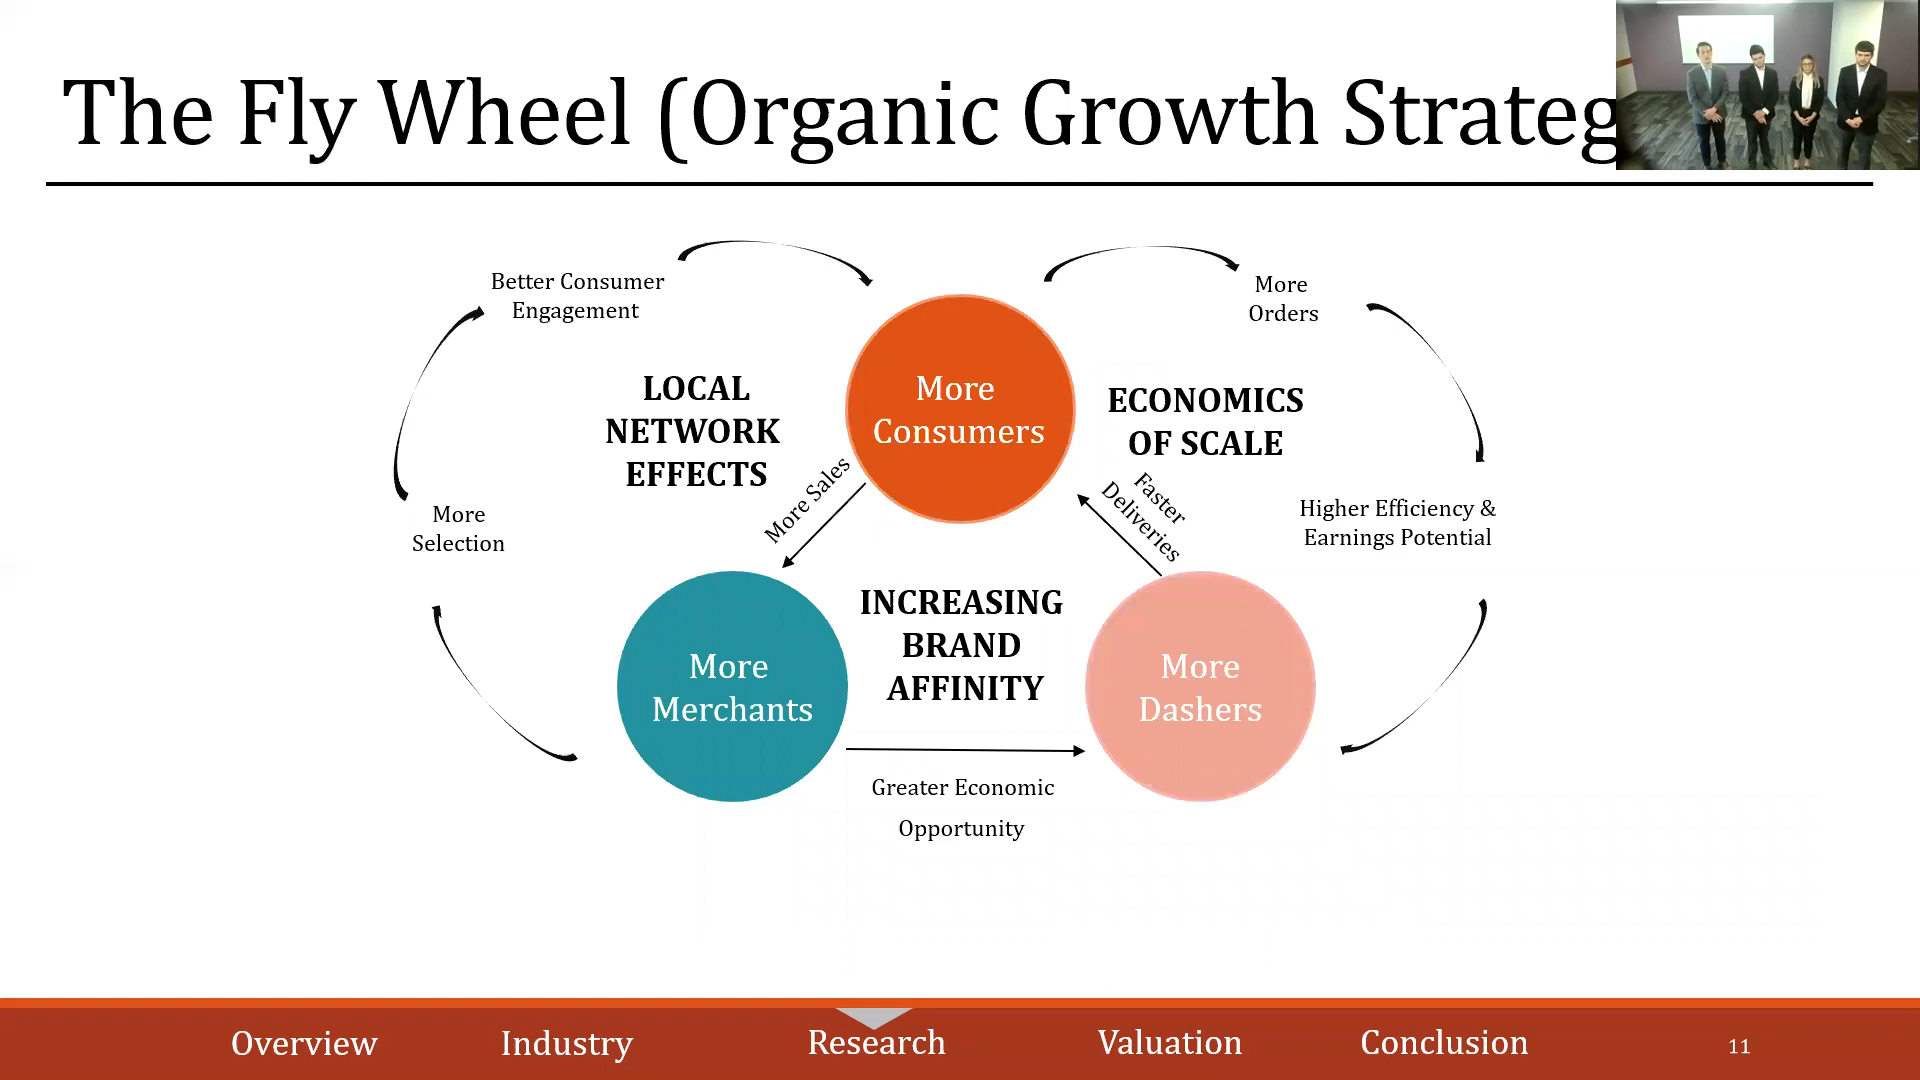 The Fly Wheel (Organic Growth Strateg
Better Consumer
Engagement
More
Orders
LOCAL
NETWORK
EFFECTS
More
Consumers
ECONOMICS
OF SCALE
More Sales
Faster
Deliveries
More
Selection
Higher Efficiency &
Earnings Potential
INCREASING
BRAND
AFFINITY
More
Merchants
More
Dashers
Greater Economic
Opportunity
Overview
Industry
Research
Valuation
Conclusion
11